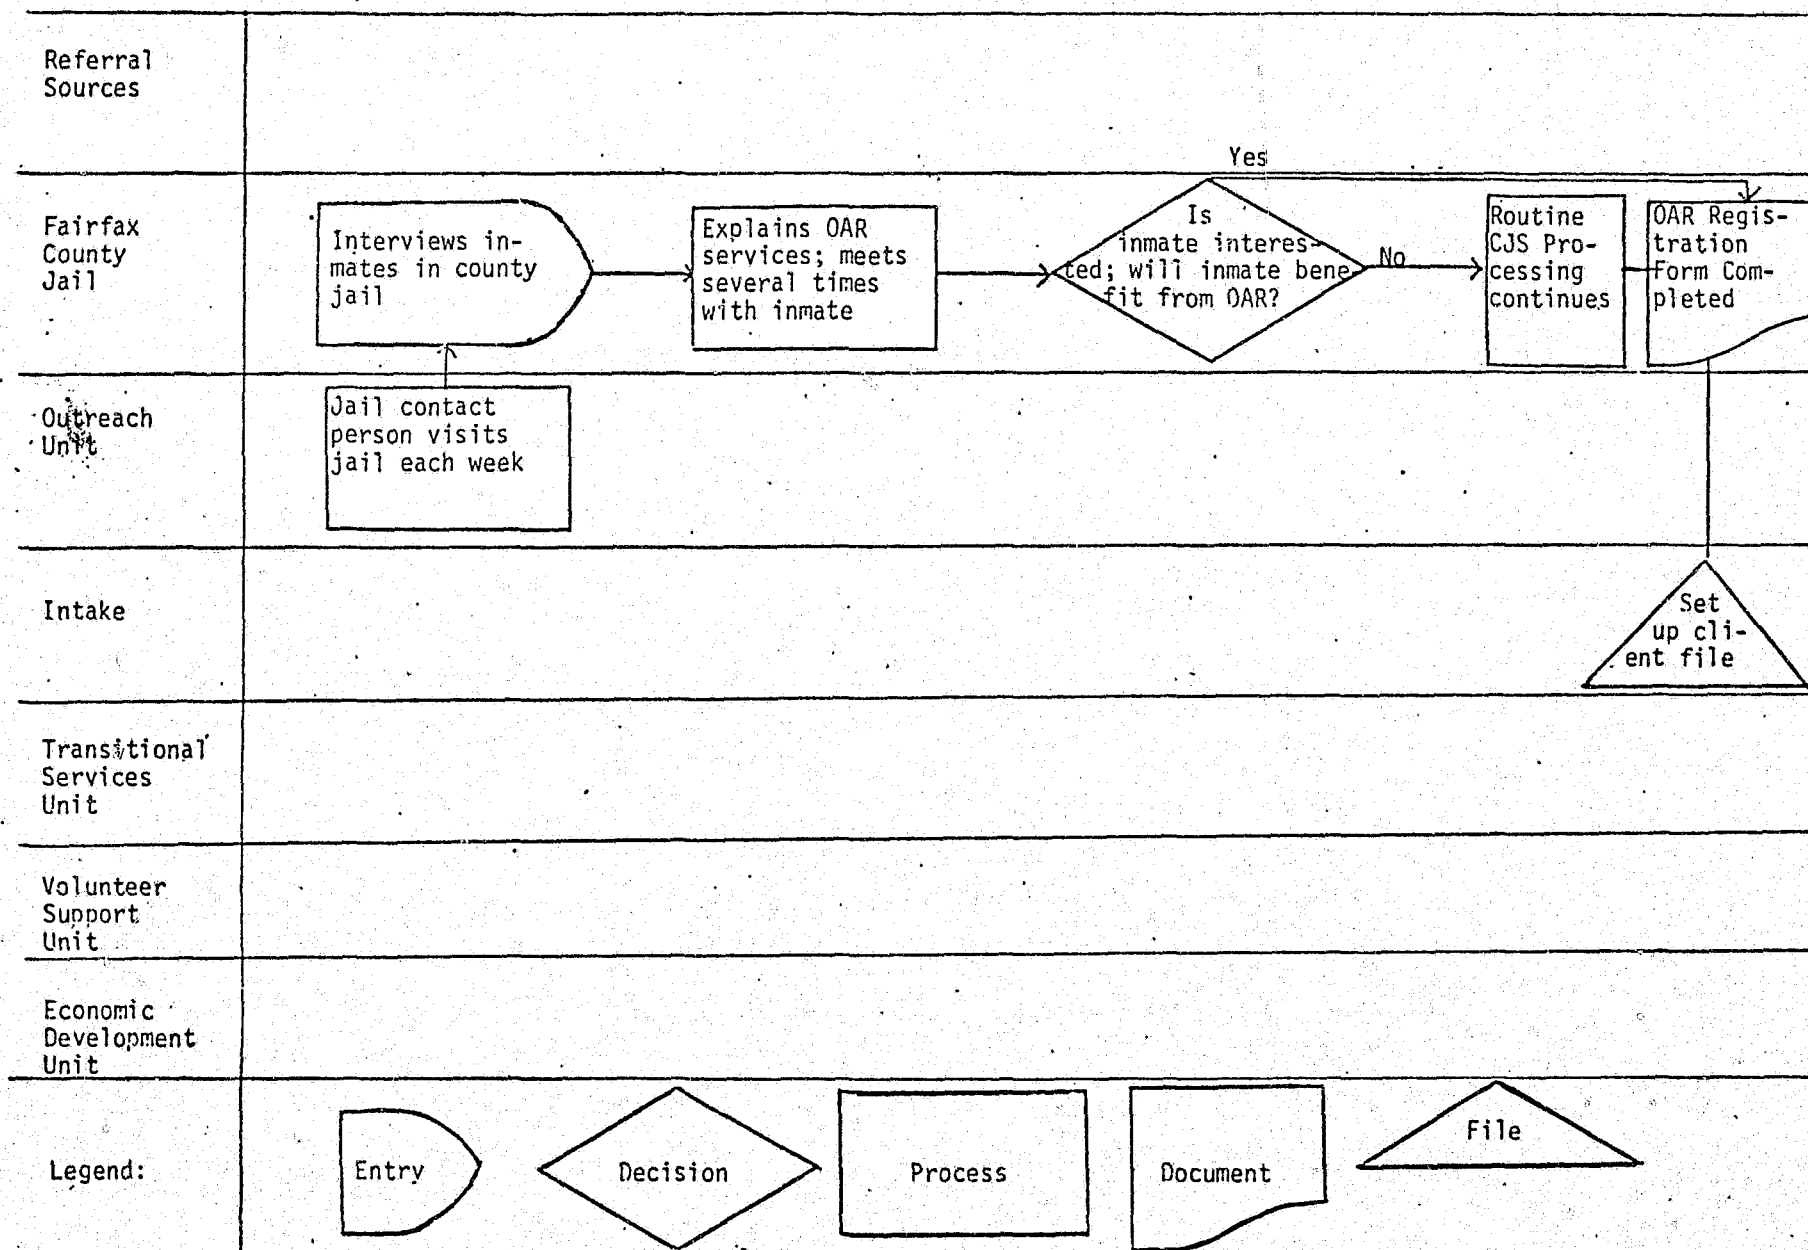 Referral
Sources
Yes
Fairfax
County
Jail
Interviews in-
mates in county
jail
Explains OAR
services; meets
several times
with inmate
Is
inmate interes-
ted; will inmate bene
fit from OAR?
No
Routine
CJS Pro-
cessing
continues
OAR Regis-
tration
Form Com-
pleted
Outreach
Unit
Jail contact
person visits
jail each week
Intake
Set
up cli-
ent file
Transitional
Services
Unit
Volunteer
Support
Unit
Economic
Development
Unit
Legend:
Entry
Decision
Process
Document
File